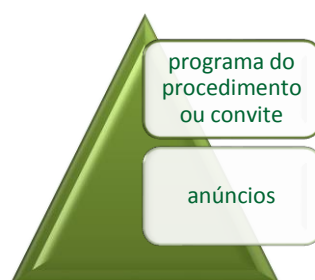 programa do
procedimento
ou convite
anúncios